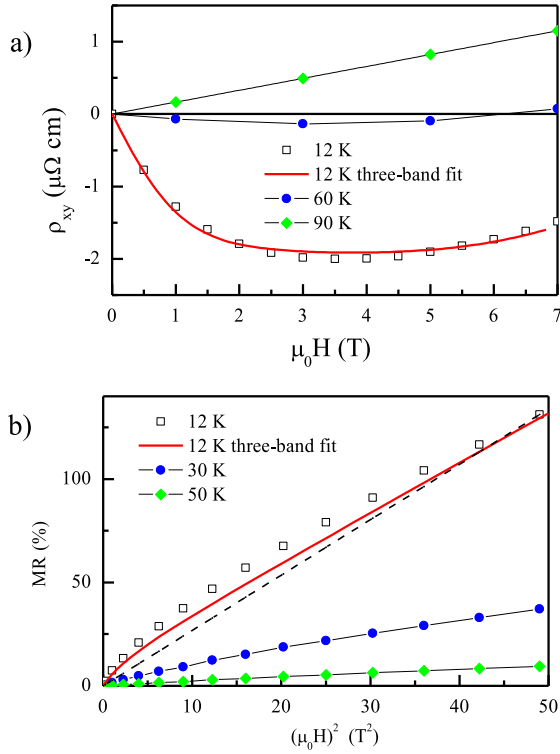 a)
1
0
-1
-2
ρxy (μΩ cm)
12 K
12 K three-band fit
60 K
90 K
0 1 2 3 4 5 6 7
μ0H (T)
b)
100
50
0
MR (%)
12 K
12 K three-band fit
30 K
50 K
0 10 20 30 40 50
(μ0H)² (T²)